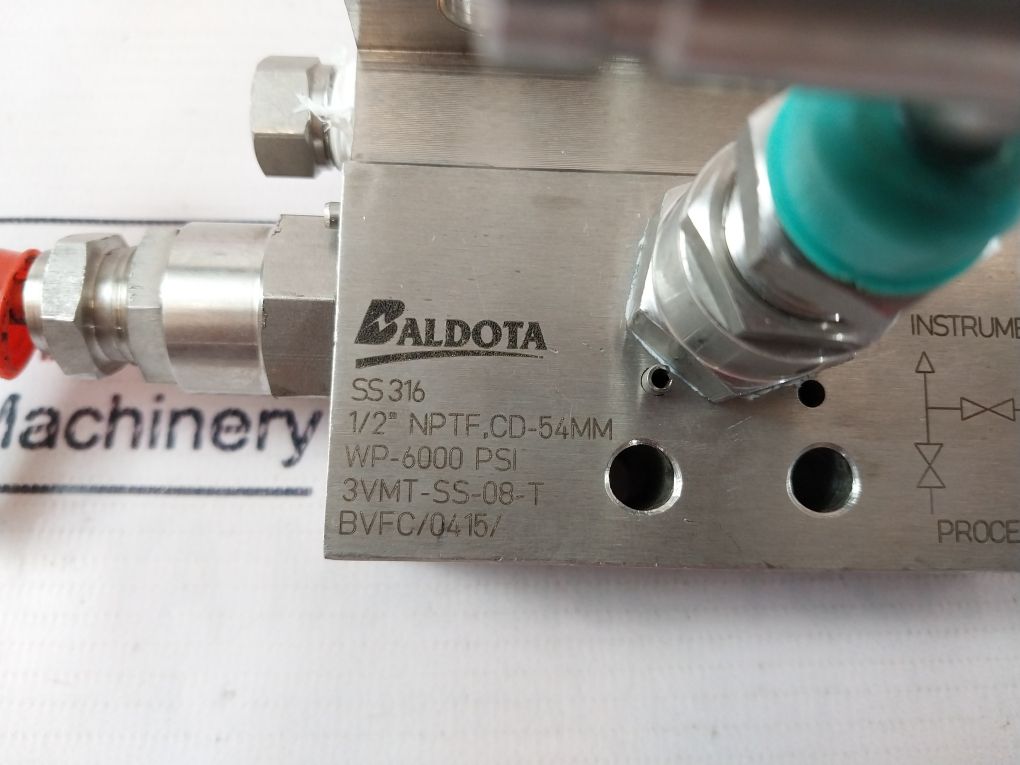 BALDOTA
SS 316
1/2" NPTF,CD-54MM
WP-6000 PSI
3VMT-SS-08-T
BVFC/0415/
INSTRUME
PROCE
Machinery